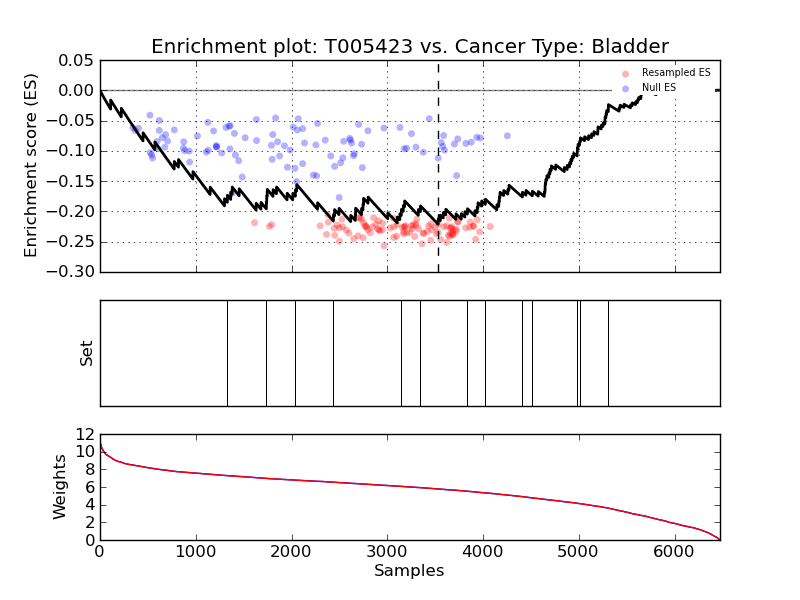 Enrichment plot: T005423 vs. Cancer Type: Bladder
Enrichment score (ES)
0.05
0.00
−0.05
−0.10
−0.15
−0.20
−0.25
−0.30
Resampled ES
Null ES
Set
Weights
12
10
8
6
4
2
0
0 1000 2000 3000 4000 5000 6000
Samples